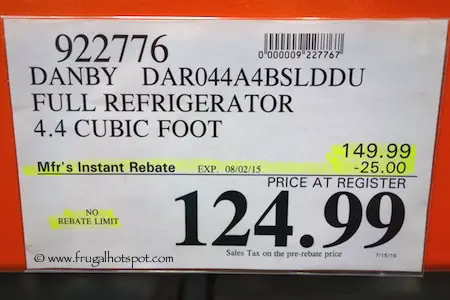 922776
0"000009"227767"
DANBY DAR044A4BSLDDU
FULL REFRIGERATOR
4.4 CUBIC FOOT
149.99
Mfr's Instant Rebate EXP. 08/02/15 -25.00
PRICE AT REGISTER
NO
REBATE LIMIT
124.99
Sales Tax on the pre-rebate price
© www.frugalhotspot.com